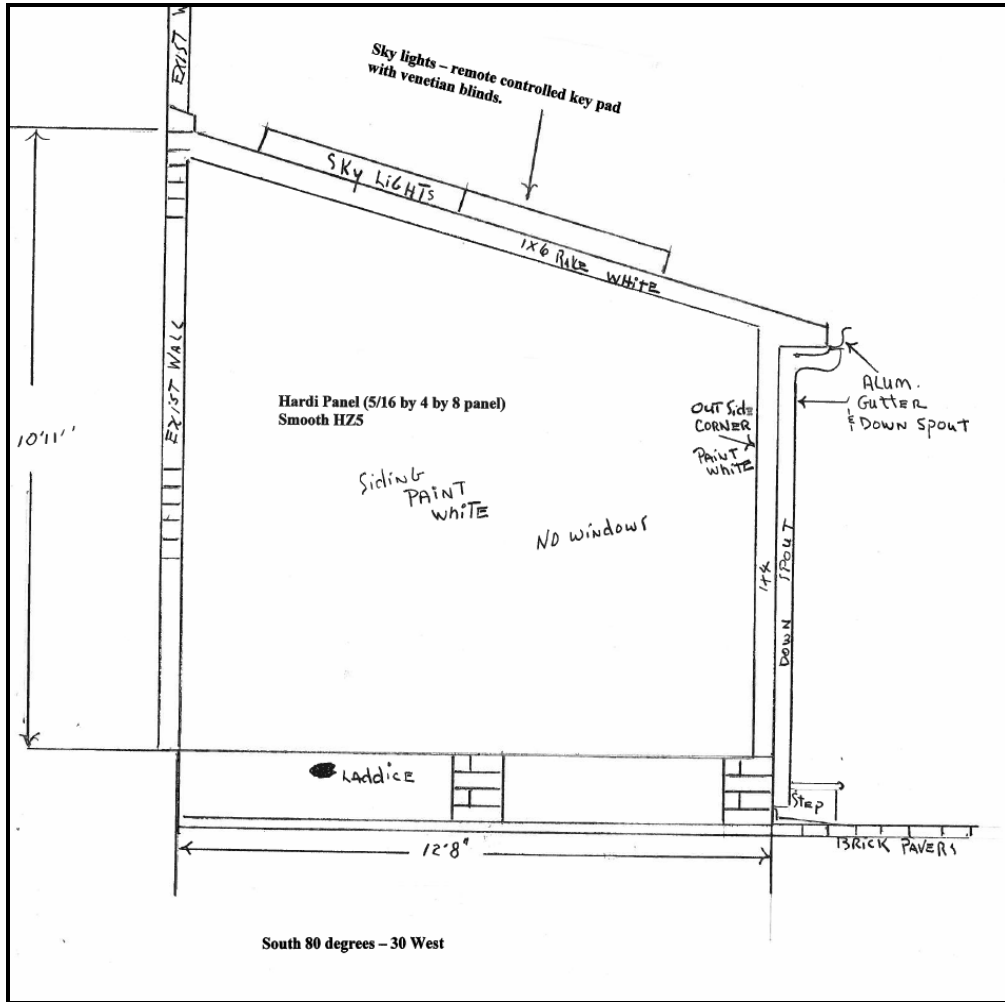 EXIST W
Sky lights – remote controlled key pad
with venetian blinds.
SKY LIGHTS
1X6 RAKE WHITE
EXIST WALL
10'11"
Hardi Panel (5/16 by 4 by 8 panel)
Smooth HZ5
SidiNG
PAINT
WHITE
NO WINDOWS
OUT Side
CORNER
PAINT
WHITE
ALUM.
GUTTER
& DOWN SPOUT
1X4
DOWN SPOUT
LADDICE
STEP
BRICK PAVERS
12'8"
South 80 degrees – 30 West